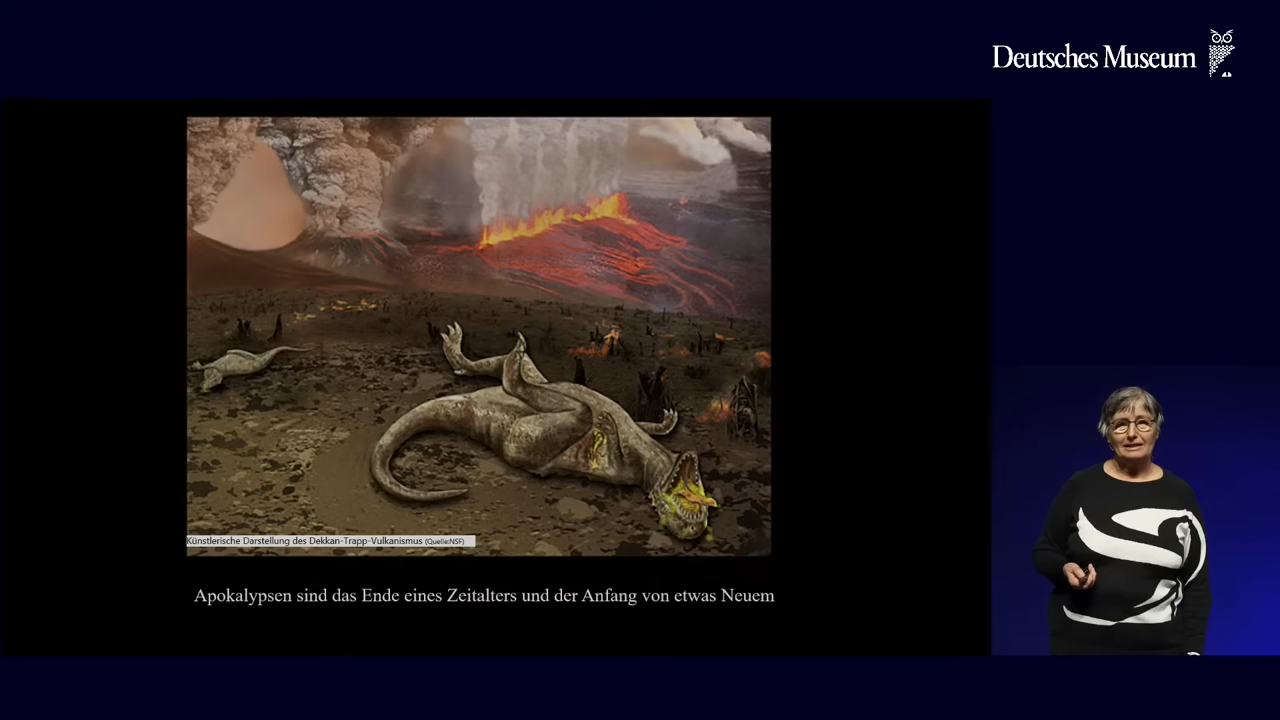 Deutsches Museum
Künstlerische Darstellung des Dekkan-Trapp-Vulkanismus (Quelle:NSF)
Apokalypsen sind das Ende eines Zeitalters und der Anfang von etwas Neuem